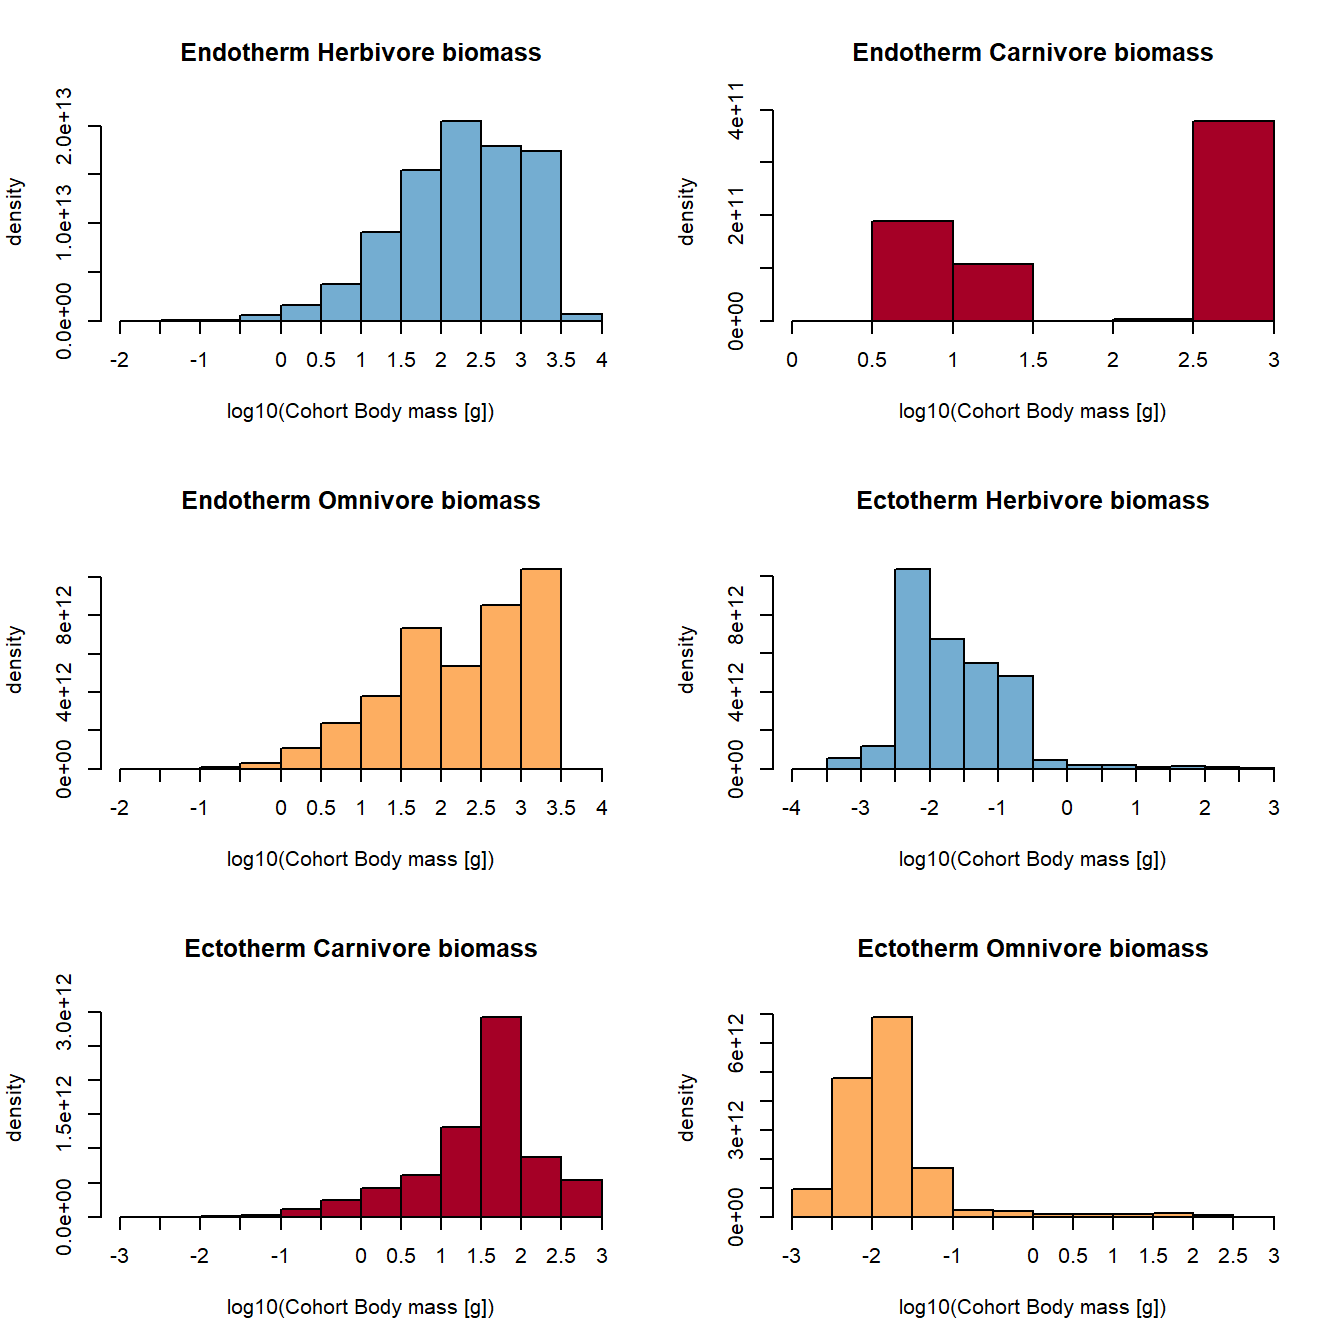 Endotherm Herbivore biomass
density
0.0e+00 1.0e+13 2.0e+13
-2 -1 0 0.5 1 1.5 2 2.5 3 3.5 4
log10(Cohort Body mass [g])
Endotherm Carnivore biomass
density
0e+00 2e+11 4e+11
0 0.5 1 1.5 2 2.5 3
log10(Cohort Body mass [g])
Endotherm Omnivore biomass
density
0e+00 4e+12 8e+12
-2 -1 0 0.5 1 1.5 2 2.5 3 3.5 4
log10(Cohort Body mass [g])
Ectotherm Herbivore biomass
density
0e+00 4e+12 8e+12
-4 -3 -2 -1 0 1 2 3
log10(Cohort Body mass [g])
Ectotherm Carnivore biomass
density
0.0e+00 1.5e+12 3.0e+12
-3 -2 -1 0 0.5 1 1.5 2 2.5 3
log10(Cohort Body mass [g])
Ectotherm Omnivore biomass
density
0e+00 3e+12 6e+12
-3 -2 -1 0 0.5 1 1.5 2 2.5 3
log10(Cohort Body mass [g])